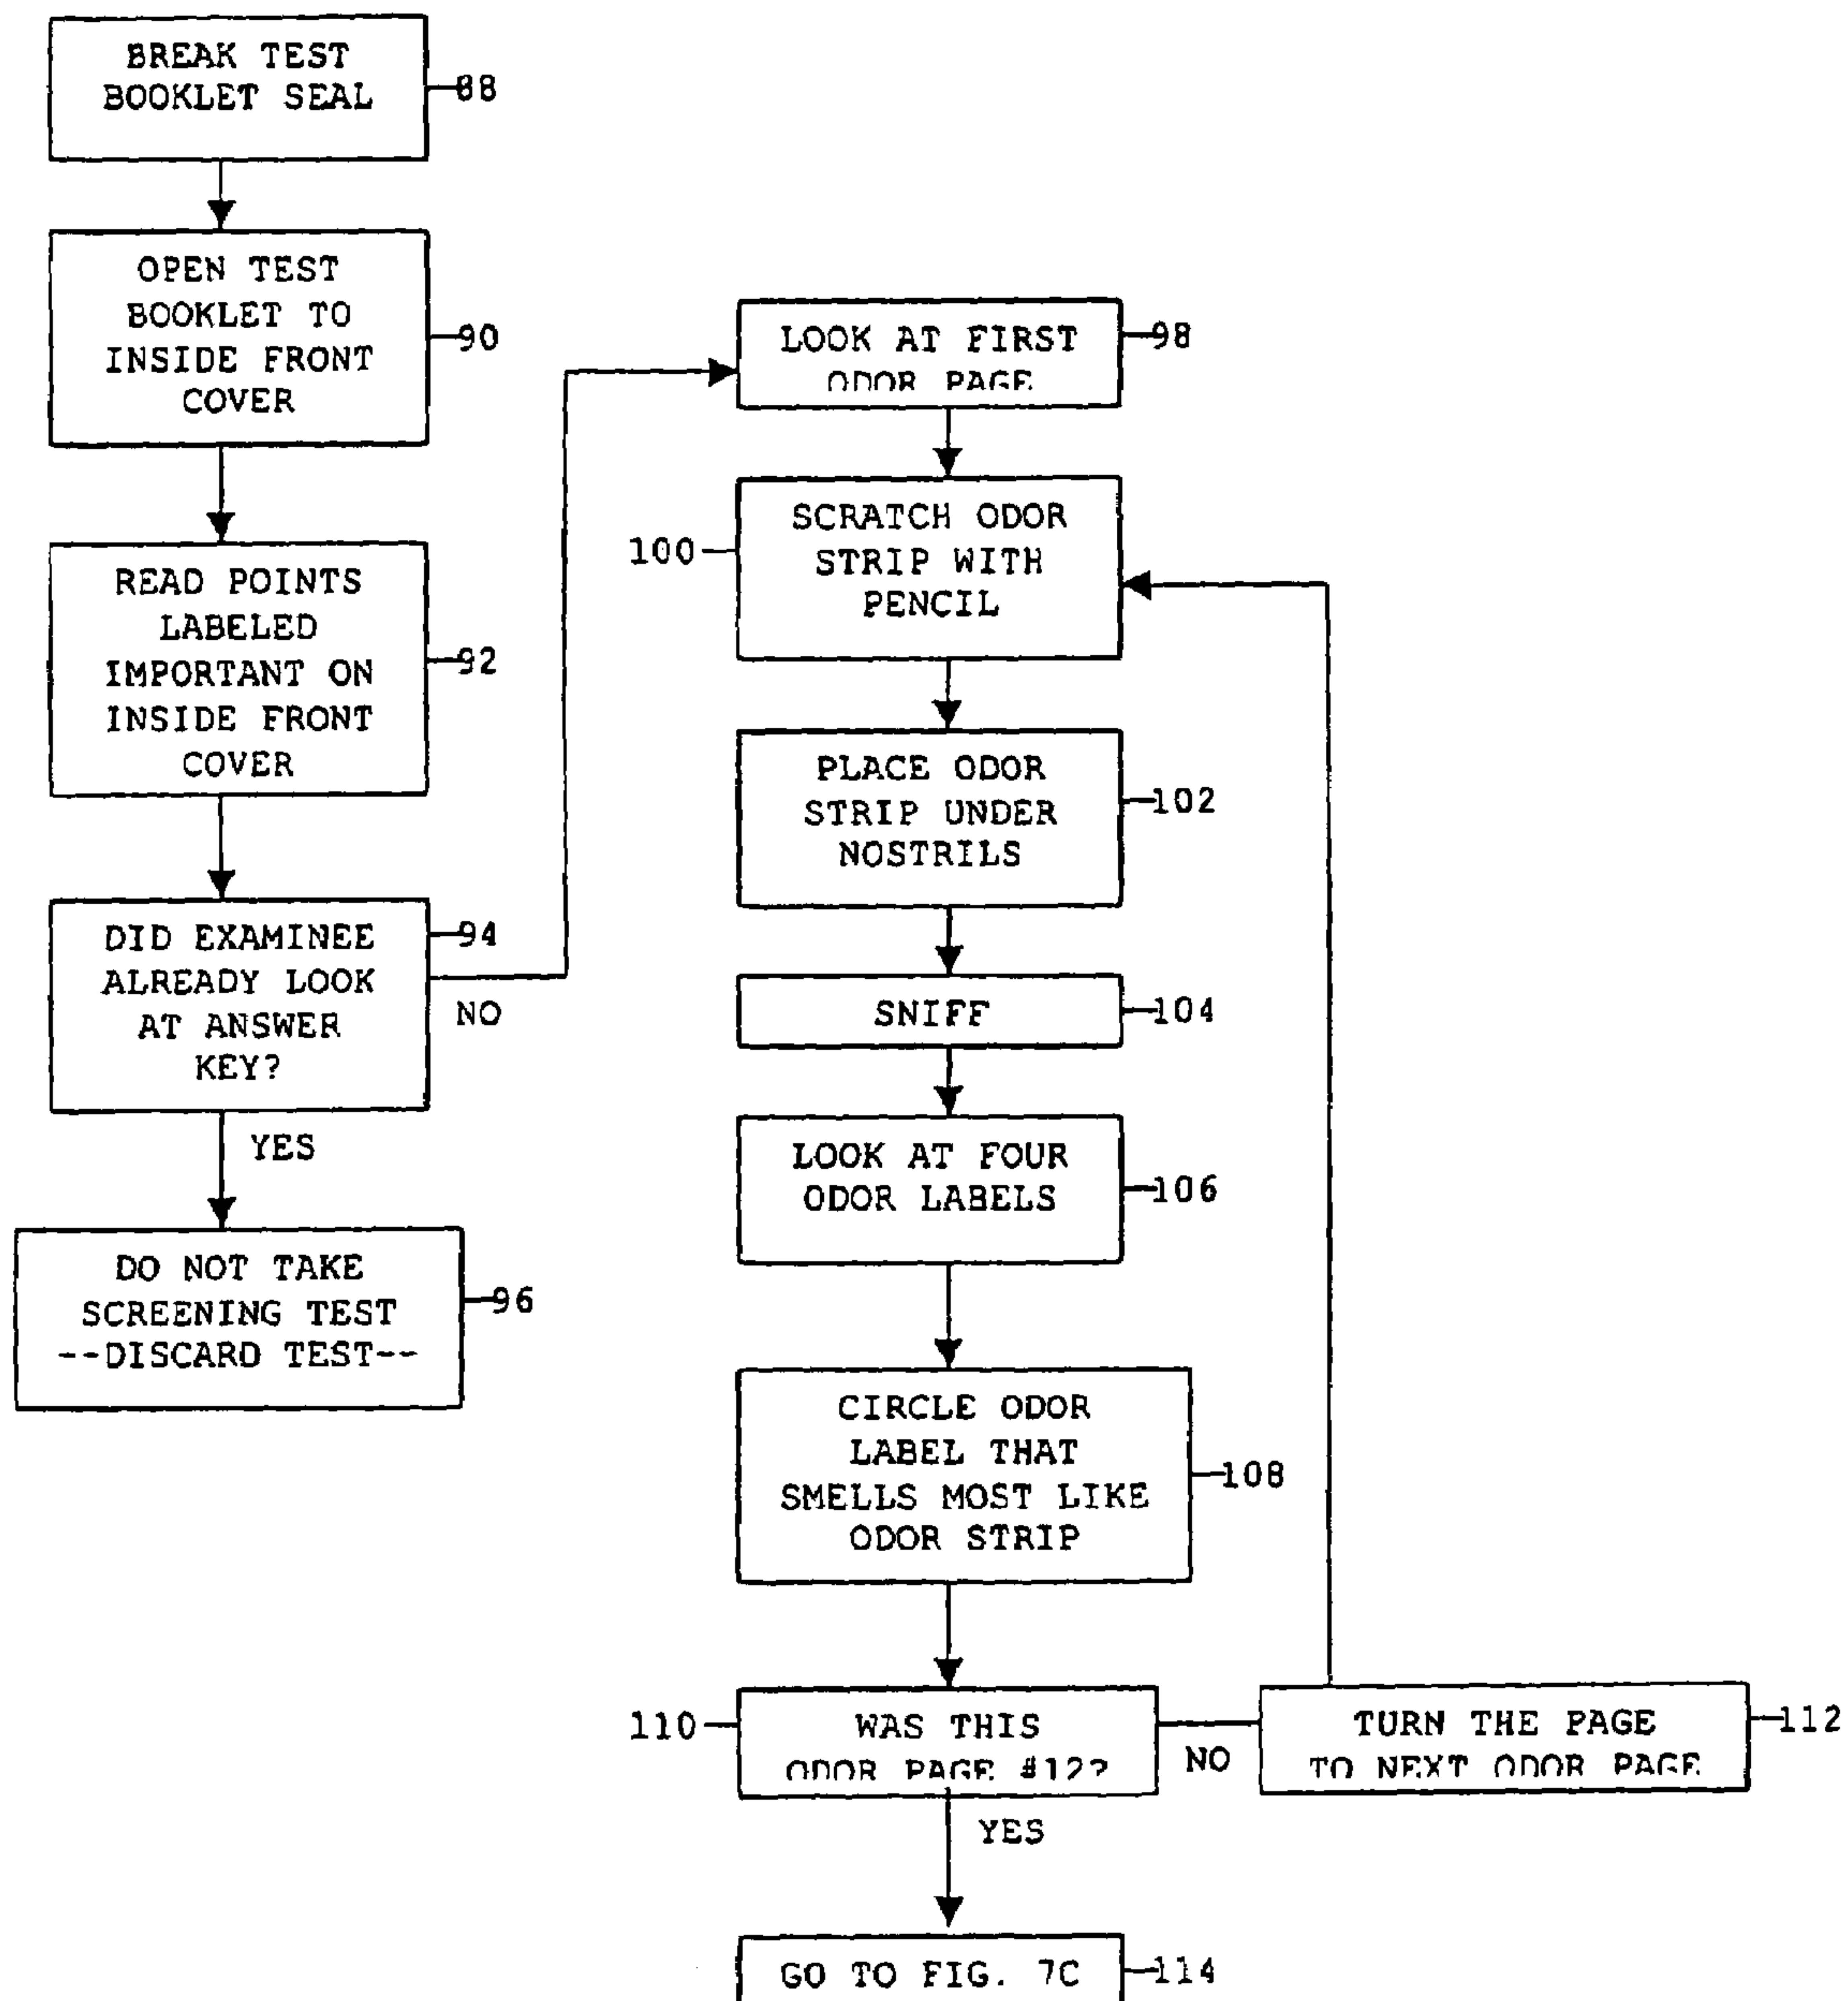 BREAK TEST
BOOKLET SEAL
88
OPEN TEST
BOOKLET TO
INSIDE FRONT
COVER
90
READ POINTS
LABELED
IMPORTANT ON
INSIDE FRONT
COVER
92
DID EXAMINEE
ALREADY LOOK
AT ANSWER
KEY?
94
NO
YES
DO NOT TAKE
SCREENING TEST
--DISCARD TEST--
96
LOOK AT FIRST
ODOR PAGE
98
SCRATCH ODOR
STRIP WITH
PENCIL
100
PLACE ODOR
STRIP UNDER
NOSTRILS
102
SNIFF
104
LOOK AT FOUR
ODOR LABELS
106
CIRCLE ODOR
LABEL THAT
SMELLS MOST LIKE
ODOR STRIP
108
WAS THIS
ODOR PAGE #12?
110
NO
TURN THE PAGE
TO NEXT ODOR PAGE
112
YES
GO TO FIG. 7C
114